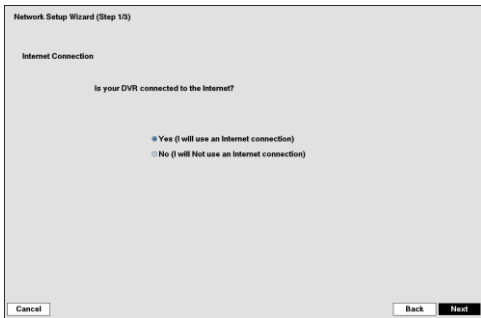 Network Setup Wizard (Step 1/3)
Internet Connection
Is your DVR connected to the Internet?
Yes (I will use an Internet connection)
No (I will Not use an Internet connection)
Cancel
Back
Next